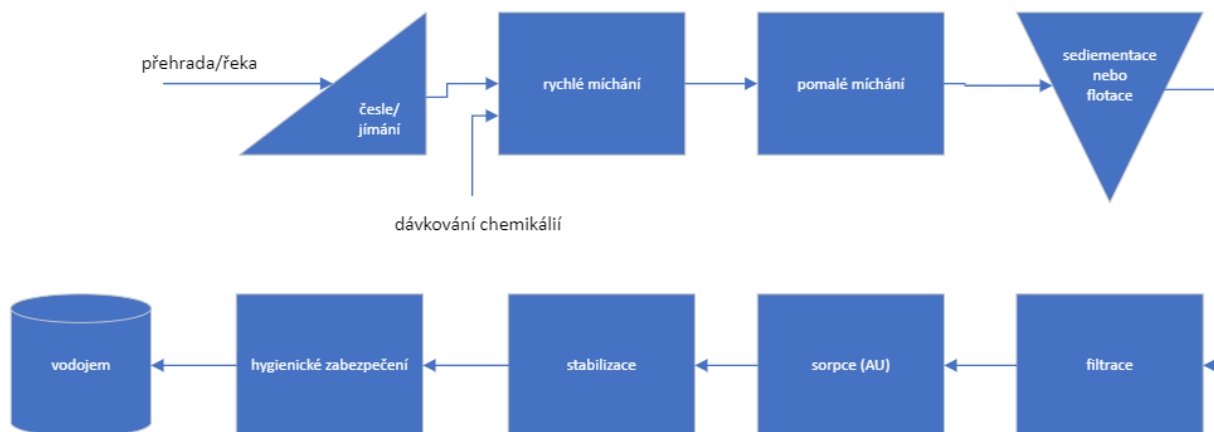 přehrada/řeka
česle/
jímání
rychlé míchání
pomalé míchání
sediementace
nebo
flotace
dávkování chemikálií
vodojem
hygienické zabezpečení
stabilizace
sorpce (AU)
filtrace